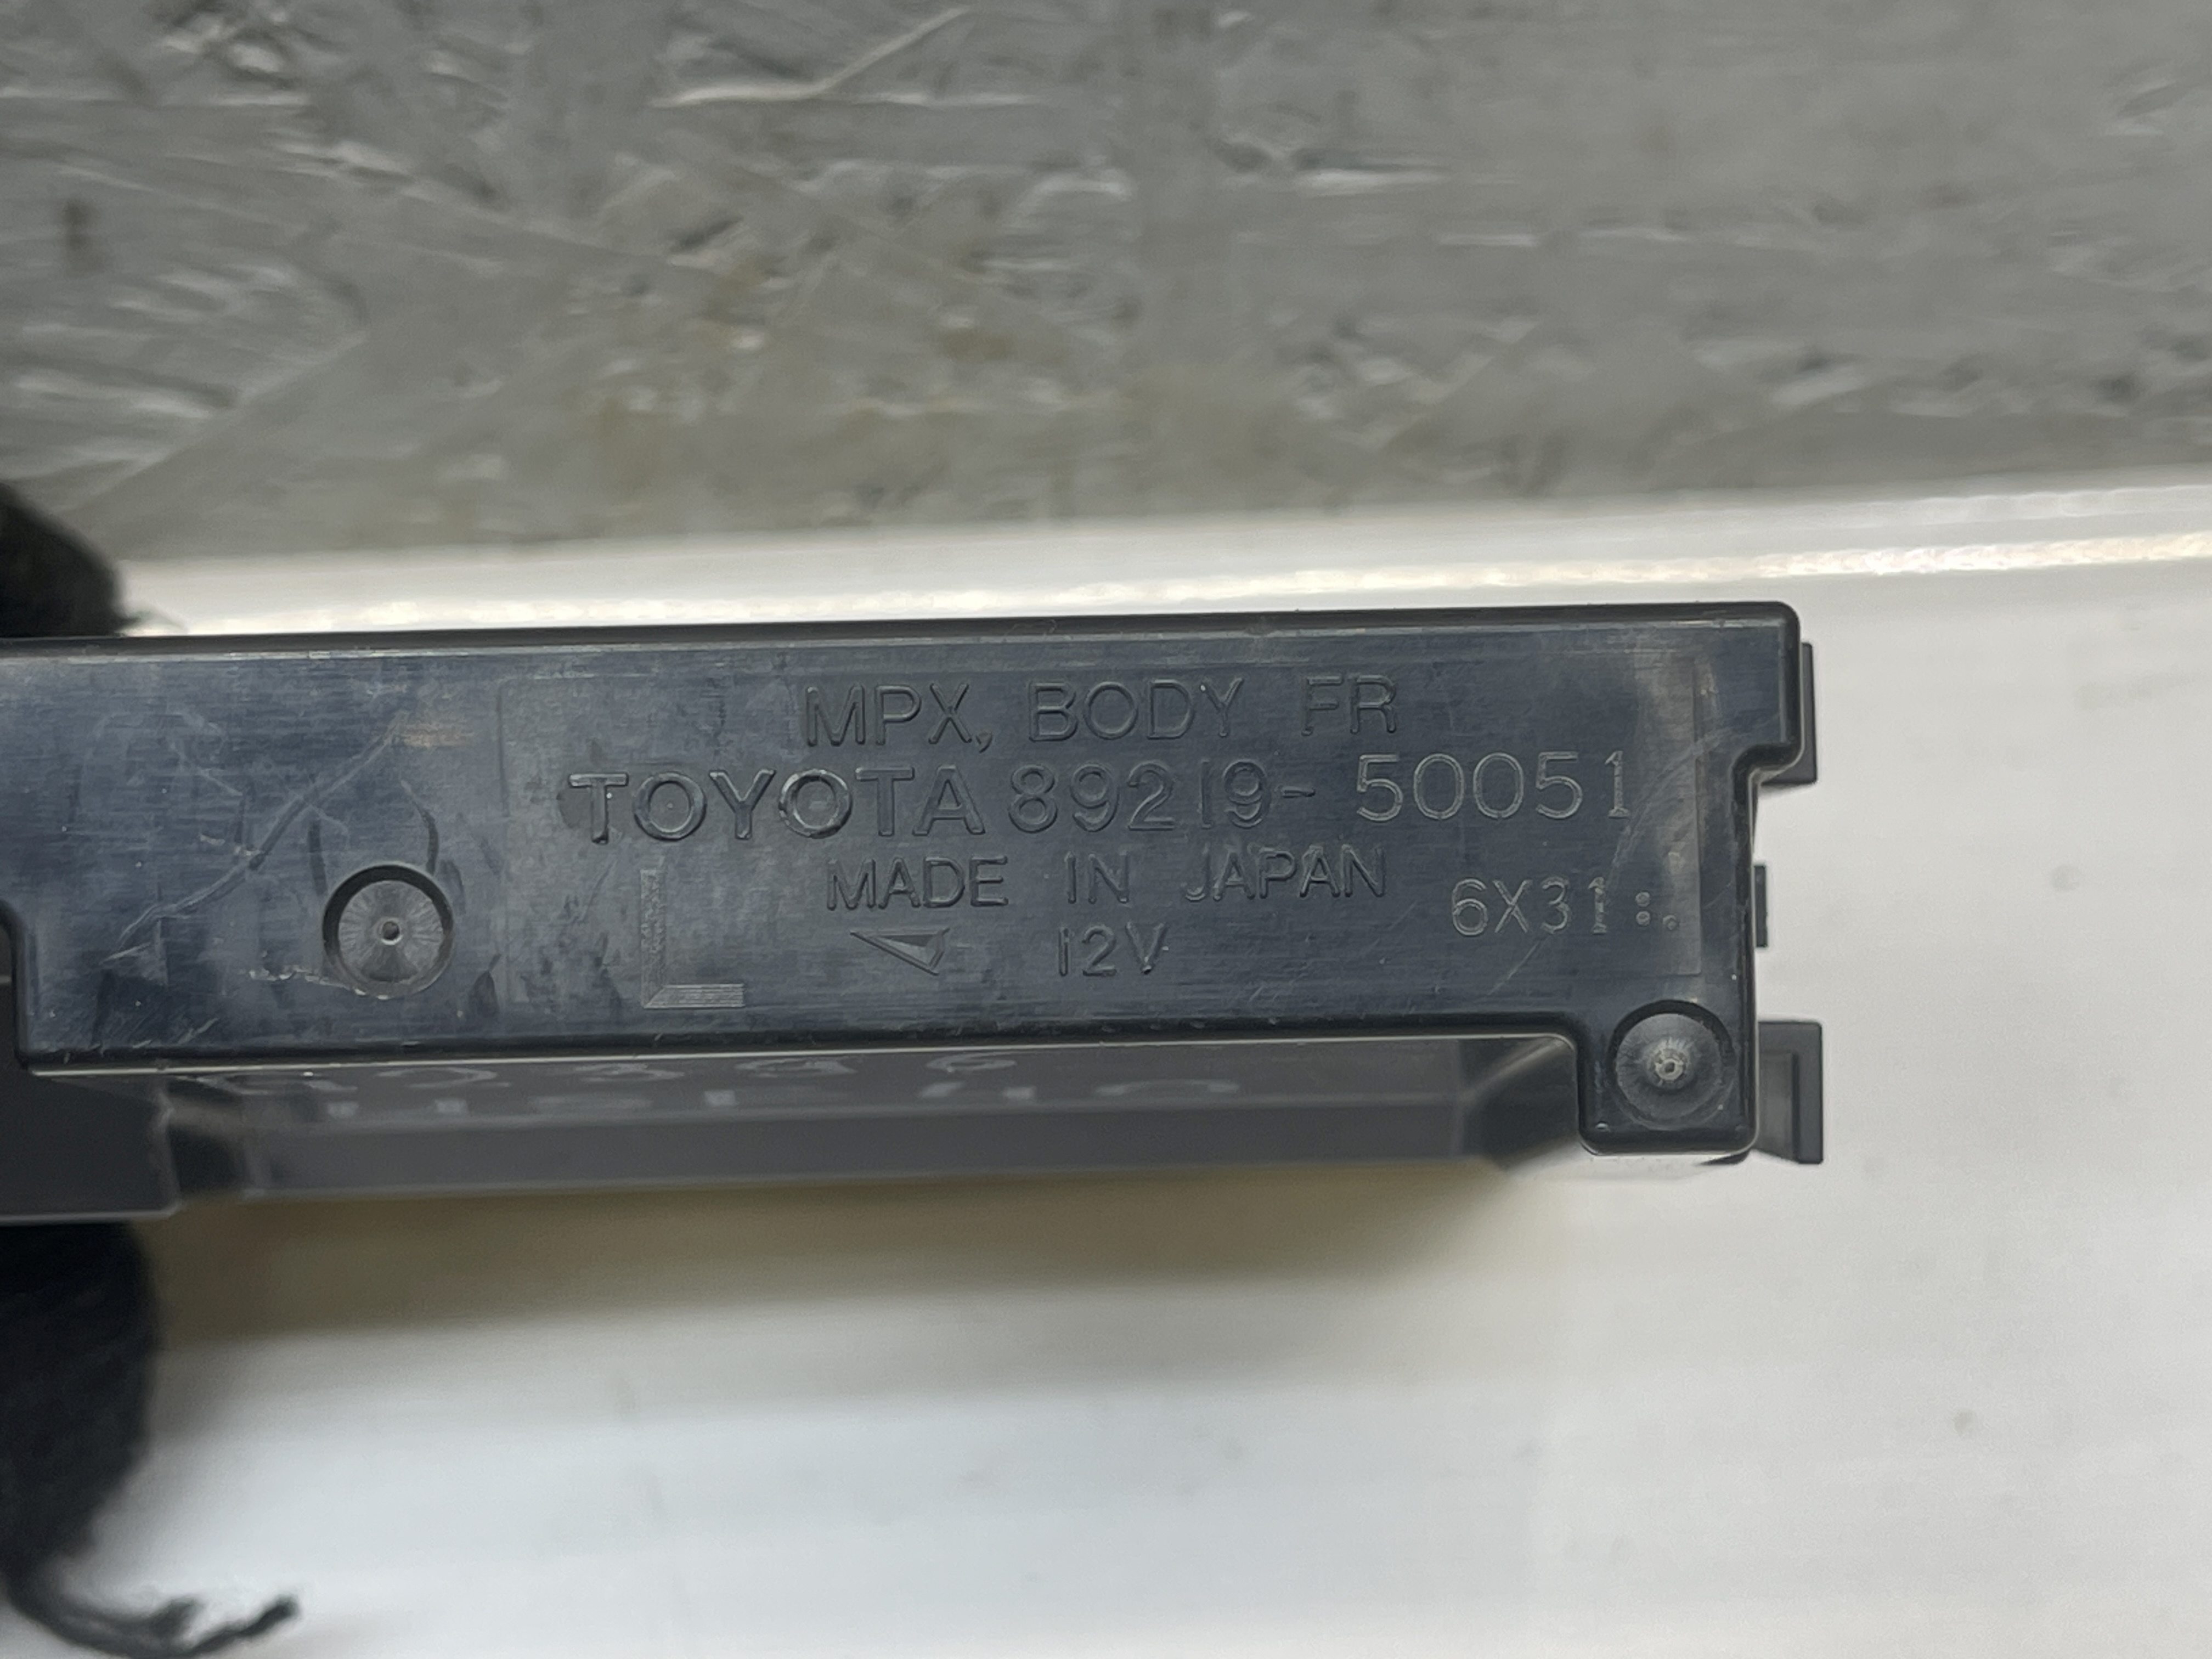 MPX, BODY FR
TOYOTA 89219-50051
MADE IN JAPAN
6X31:.
12V